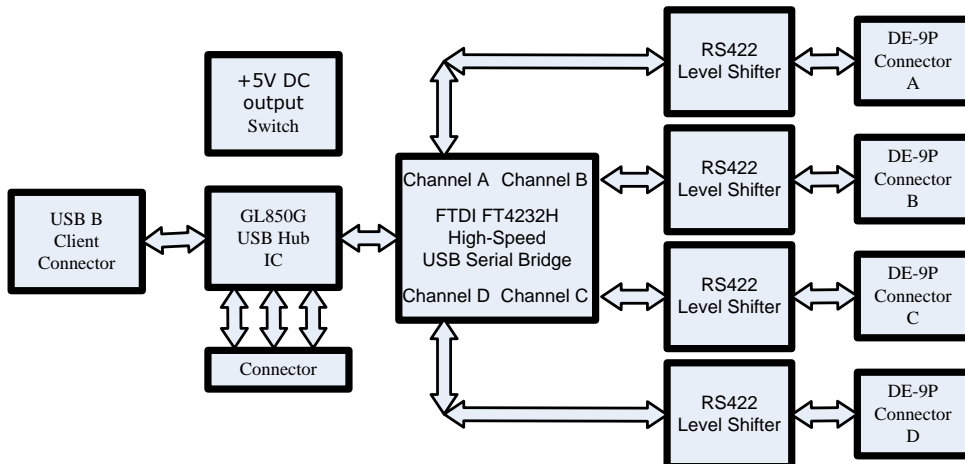 +5V DC
output
Switch
USB B
Client
Connector
GL850G
USB Hub
IC
Connector
Channel A Channel B
FTDI FT4232H
High-Speed
USB Serial Bridge
Channel D Channel C
RS422
Level Shifter
DE-9P
Connector
A
RS422
Level Shifter
DE-9P
Connector
B
RS422
Level Shifter
DE-9P
Connector
C
RS422
Level Shifter
DE-9P
Connector
D